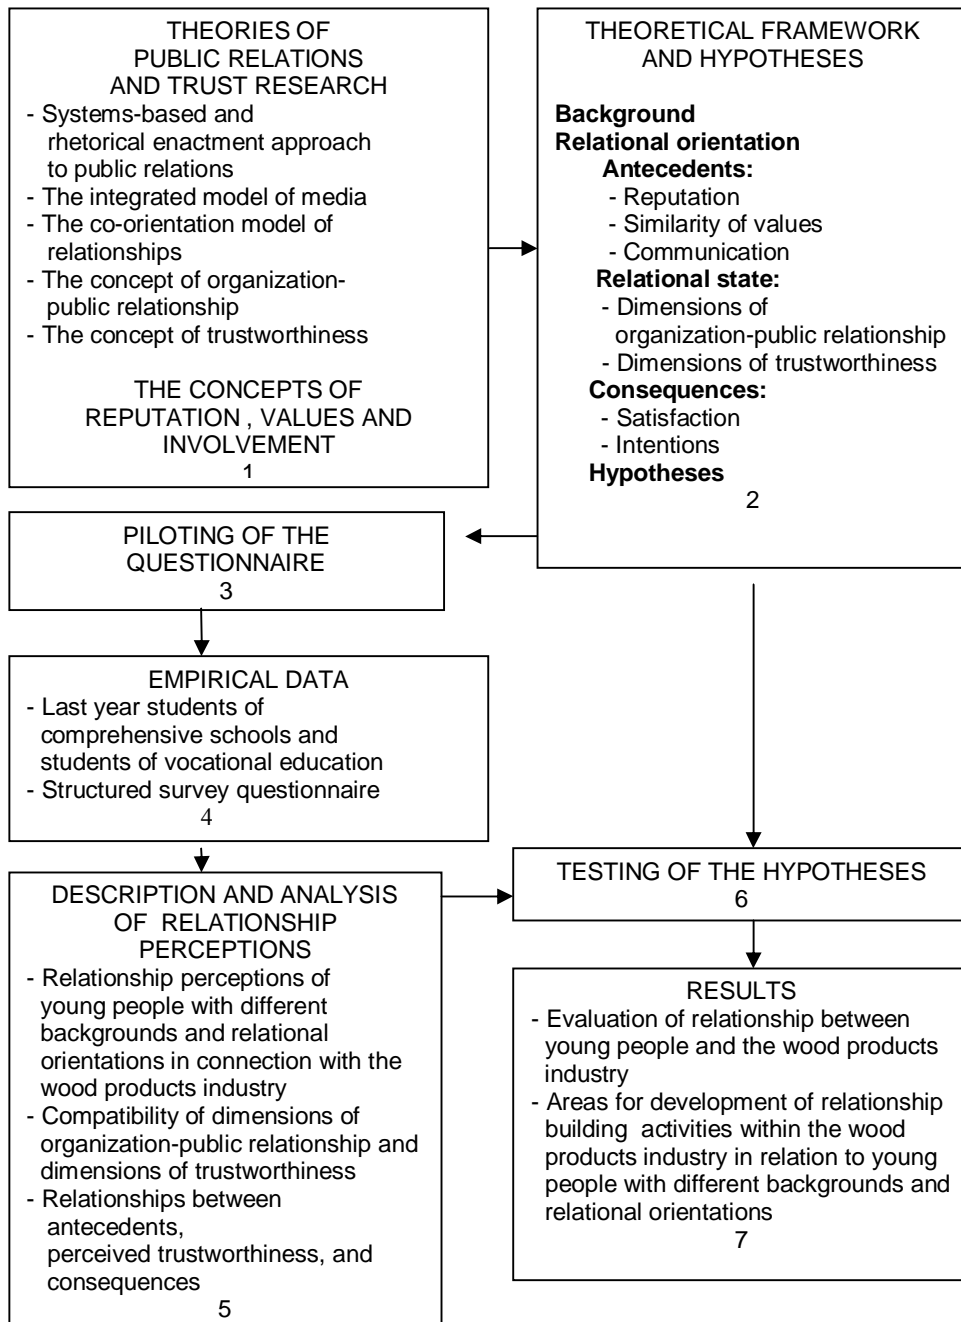 THEORIES OF
PUBLIC RELATIONS
AND TRUST RESEARCH
- Systems-based and
rhetorical enactment approach
to public relations
- The integrated model of media
- The co-orientation model of
relationships
- The concept of organization-
public relationship
- The concept of trustworthiness
THE CONCEPTS OF
REPUTATION , VALUES AND
INVOLVEMENT
1
THEORETICAL FRAMEWORK
AND HYPOTHESES
Background
Relational orientation
Antecedents:
- Reputation
- Similarity of values
- Communication
Relational state:
- Dimensions of
organization-public relationship
- Dimensions of trustworthiness
Consequences:
- Satisfaction
- Intentions
Hypotheses
2
PILOTING OF THE
QUESTIONNAIRE
3
EMPIRICAL DATA
- Last year students of
comprehensive schools and
students of vocational education
- Structured survey questionnaire
4
DESCRIPTION AND ANALYSIS
OF RELATIONSHIP
PERCEPTIONS
- Relationship perceptions of
young people with different
backgrounds and relational
orientations in connection with the
wood products industry
- Compatibility of dimensions of
organization-public relationship and
dimensions of trustworthiness
- Relationships between
antecedents,
perceived trustworthiness, and
consequences
5
TESTING OF THE HYPOTHESES
6
RESULTS
- Evaluation of relationship between
young people and the wood products
industry
- Areas for development of relationship
building activities within the wood
products industry in relation to young
people with different backgrounds and
relational orientations
7